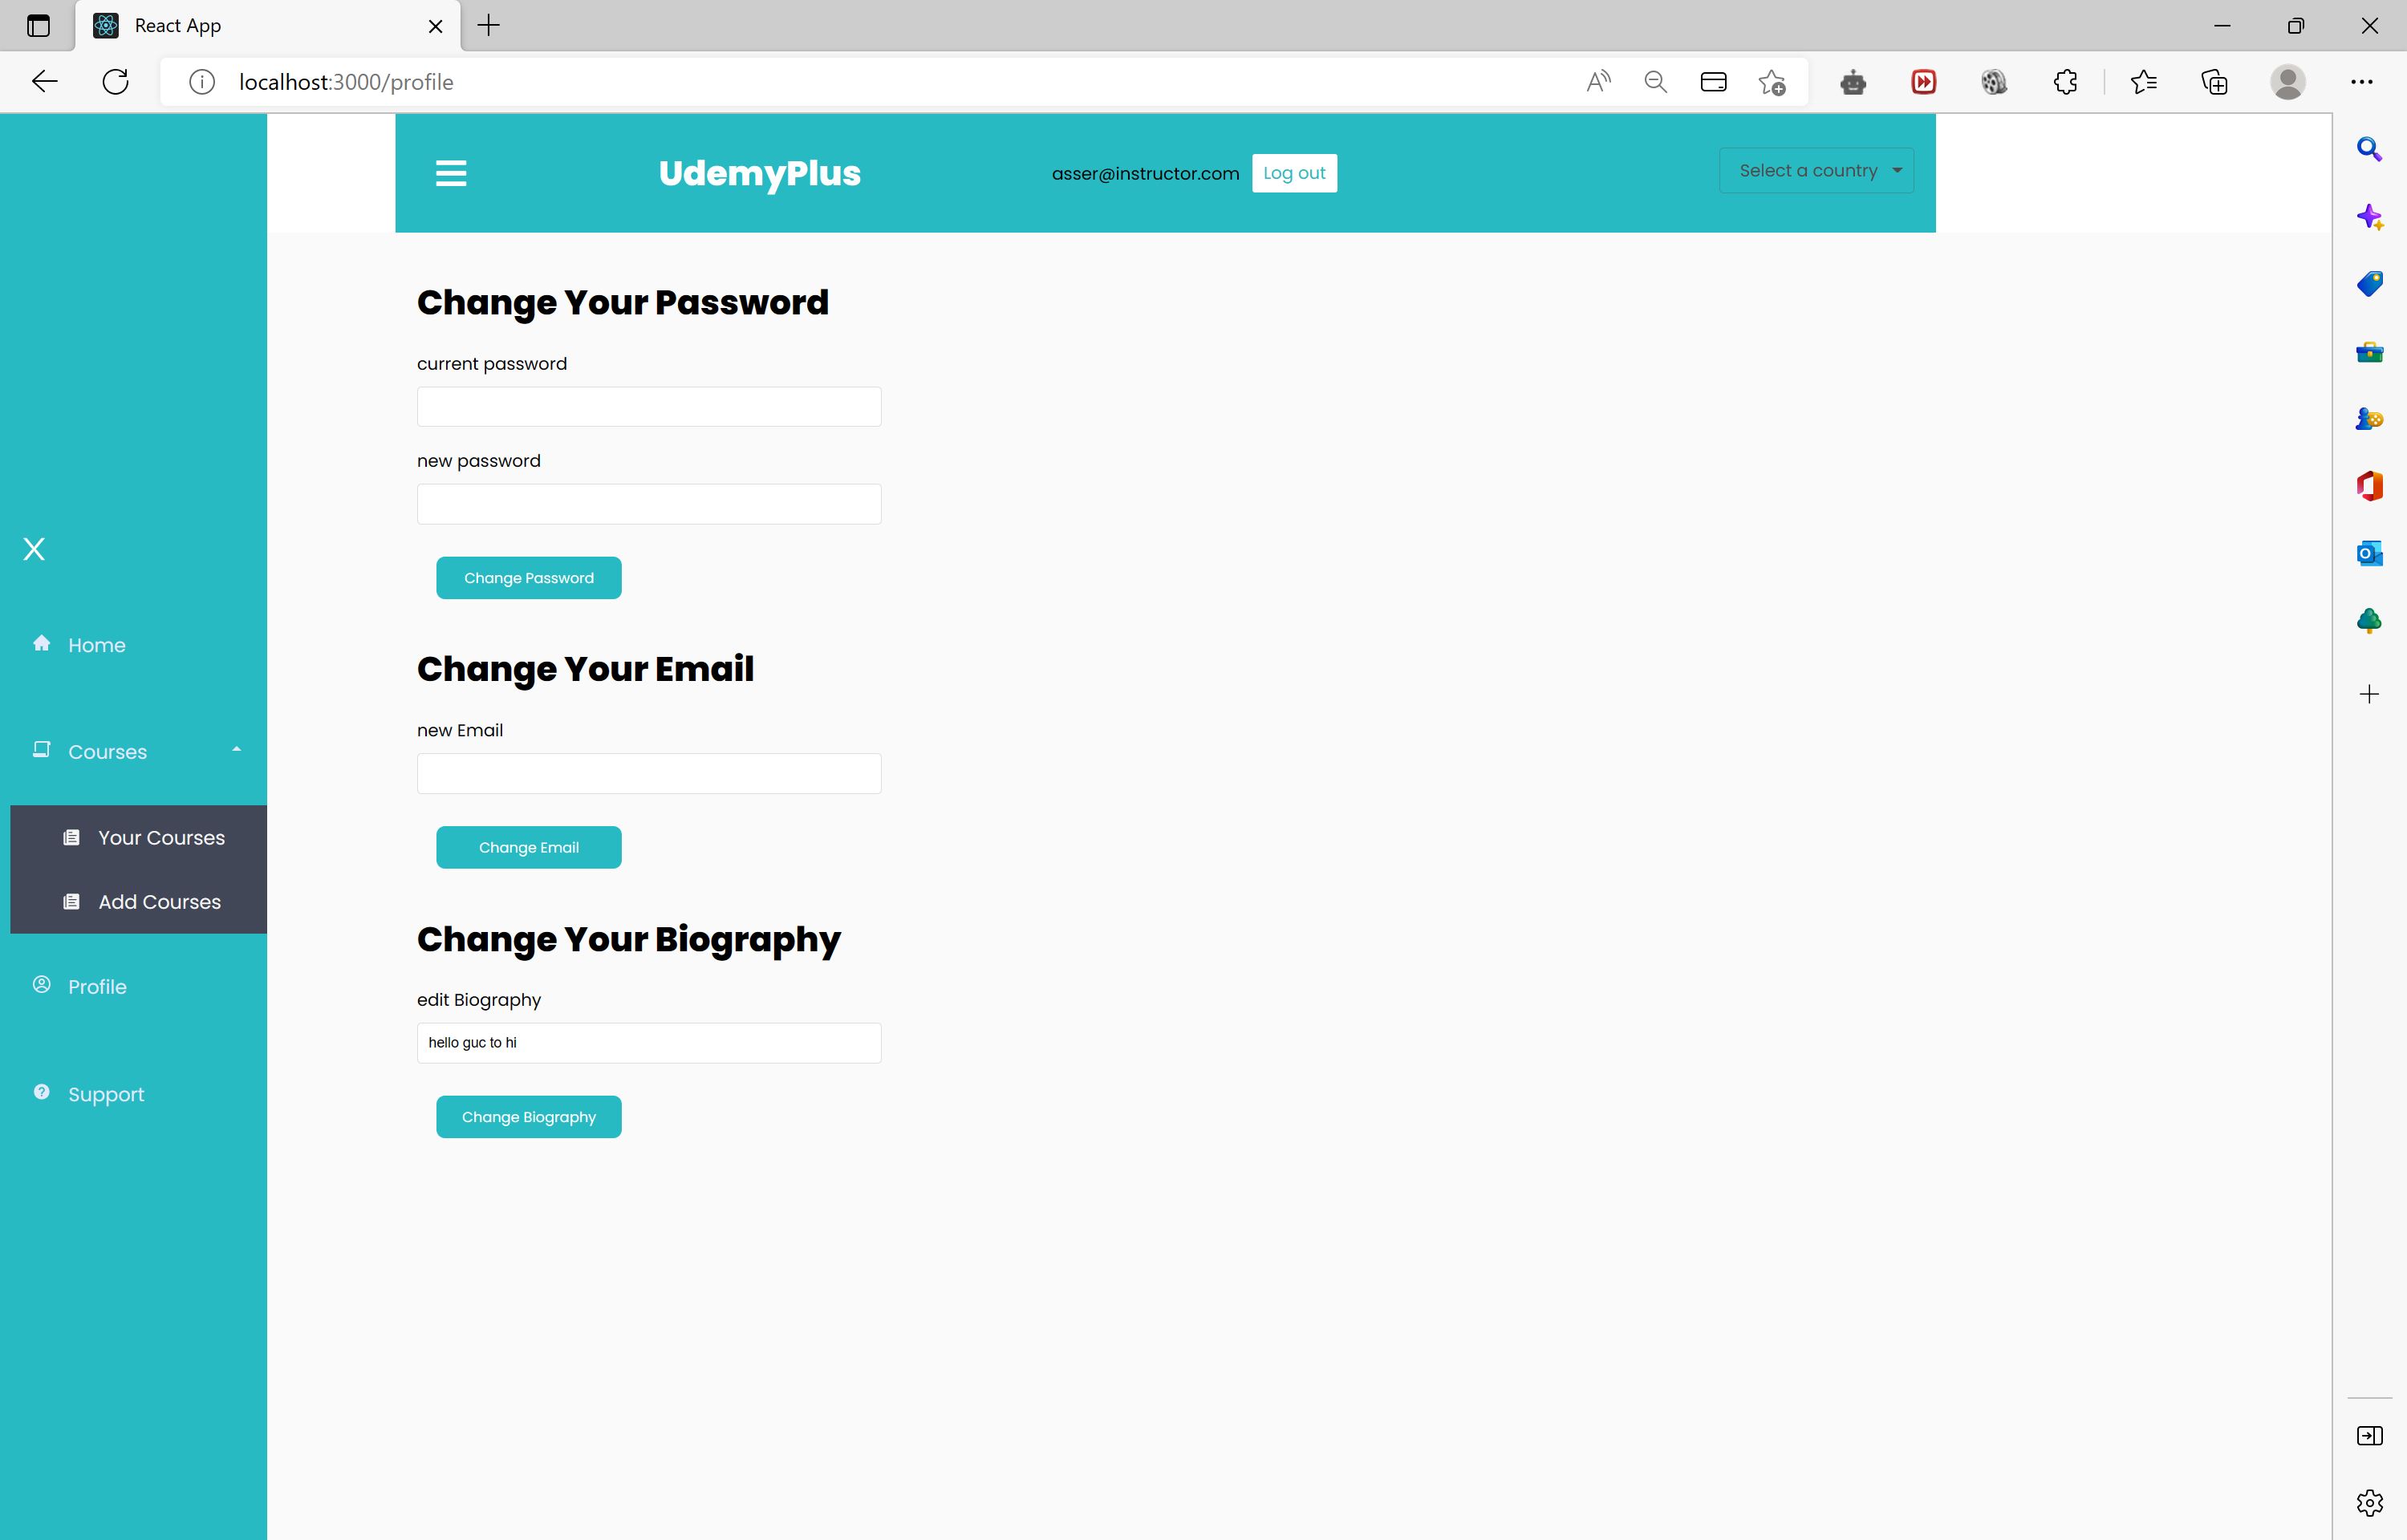 React App
localhost:3000/profile
UdemyPlus
asser@instructor.com
Log out
Select a country
X
Home
Courses
Your Courses
Add Courses
Profile
Support
Change Your Password
current password
new password
Change Password
Change Your Email
new Email
Change Email
Change Your Biography
edit Biography
hello guc to hi
Change Biography